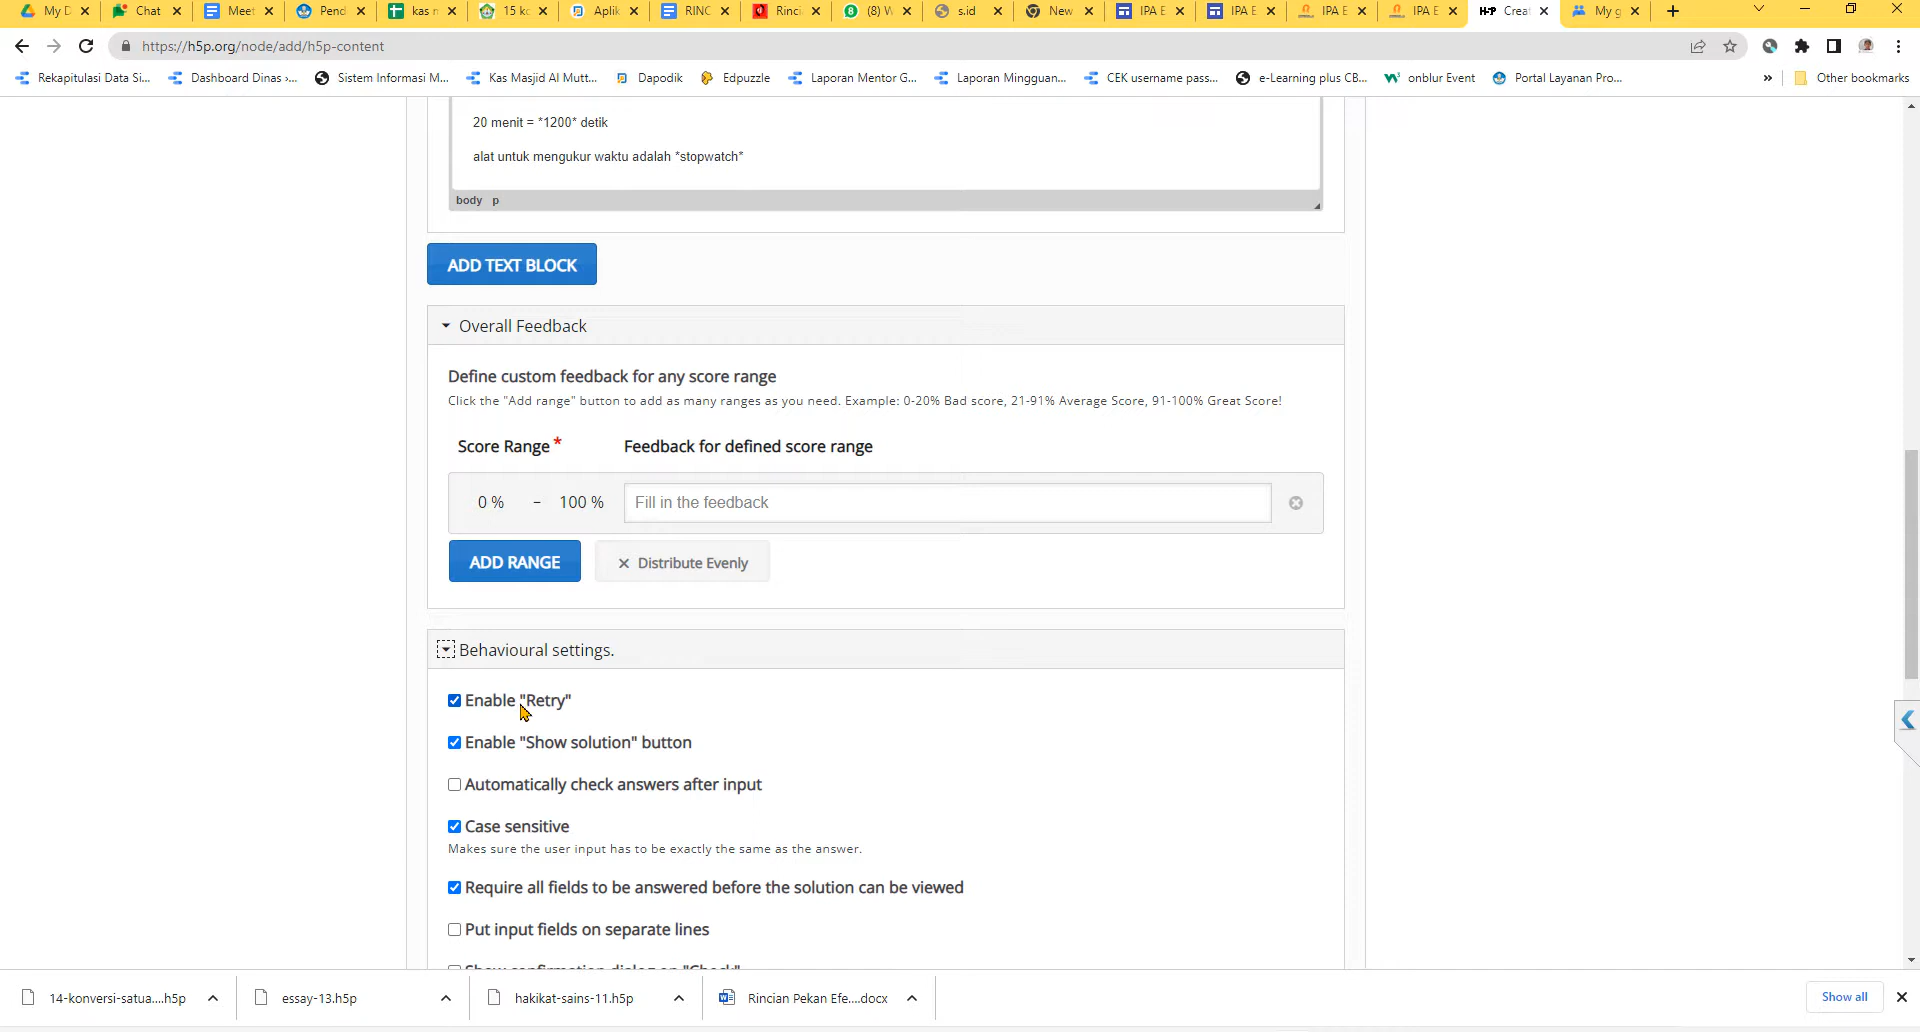 My D
Chat
Meet
Pend
kas n
15 k
Aplik
RINC
Rinci
(8) W
s.id
New
IPA E
IPA E
IPA E
IPA E
H-P Creat
My g
https://h5p.org/node/add/h5p-content
Rekapitulasi Data Si...
Dashboard Dinas ›...
Sistem Informasi M...
Kas Masjid Al Mutt...
Dapodik
Edpuzzle
Laporan Mentor G...
Laporan Mingguan...
CEK username pass...
e-Learning plus CB...
onblur Event
Portal Layanan Pro...
»
Other bookmarks
20 menit = *1200* detik
alat untuk mengukur waktu adalah *stopwatch*
body p
ADD TEXT BLOCK
Overall Feedback
Define custom feedback for any score range
Click the "Add range" button to add as many ranges as you need. Example: 0-20% Bad score, 21-91% Average Score, 91-100% Great Score!
Score Range * Feedback for defined score range
0 % – 100 % Fill in the feedback
ADD RANGE × Distribute Evenly
Behavioural settings.
Enable "Retry"
Enable "Show solution" button
Automatically check answers after input
Case sensitive
Makes sure the user input has to be exactly the same as the answer.
Require all fields to be answered before the solution can be viewed
Put input fields on separate lines
Show confirmation dialog on "Check"
14-konversi-satua....h5p
essay-13.h5p
hakikat-sains-11.h5p
Rincian Pekan Efe....docx
Show all